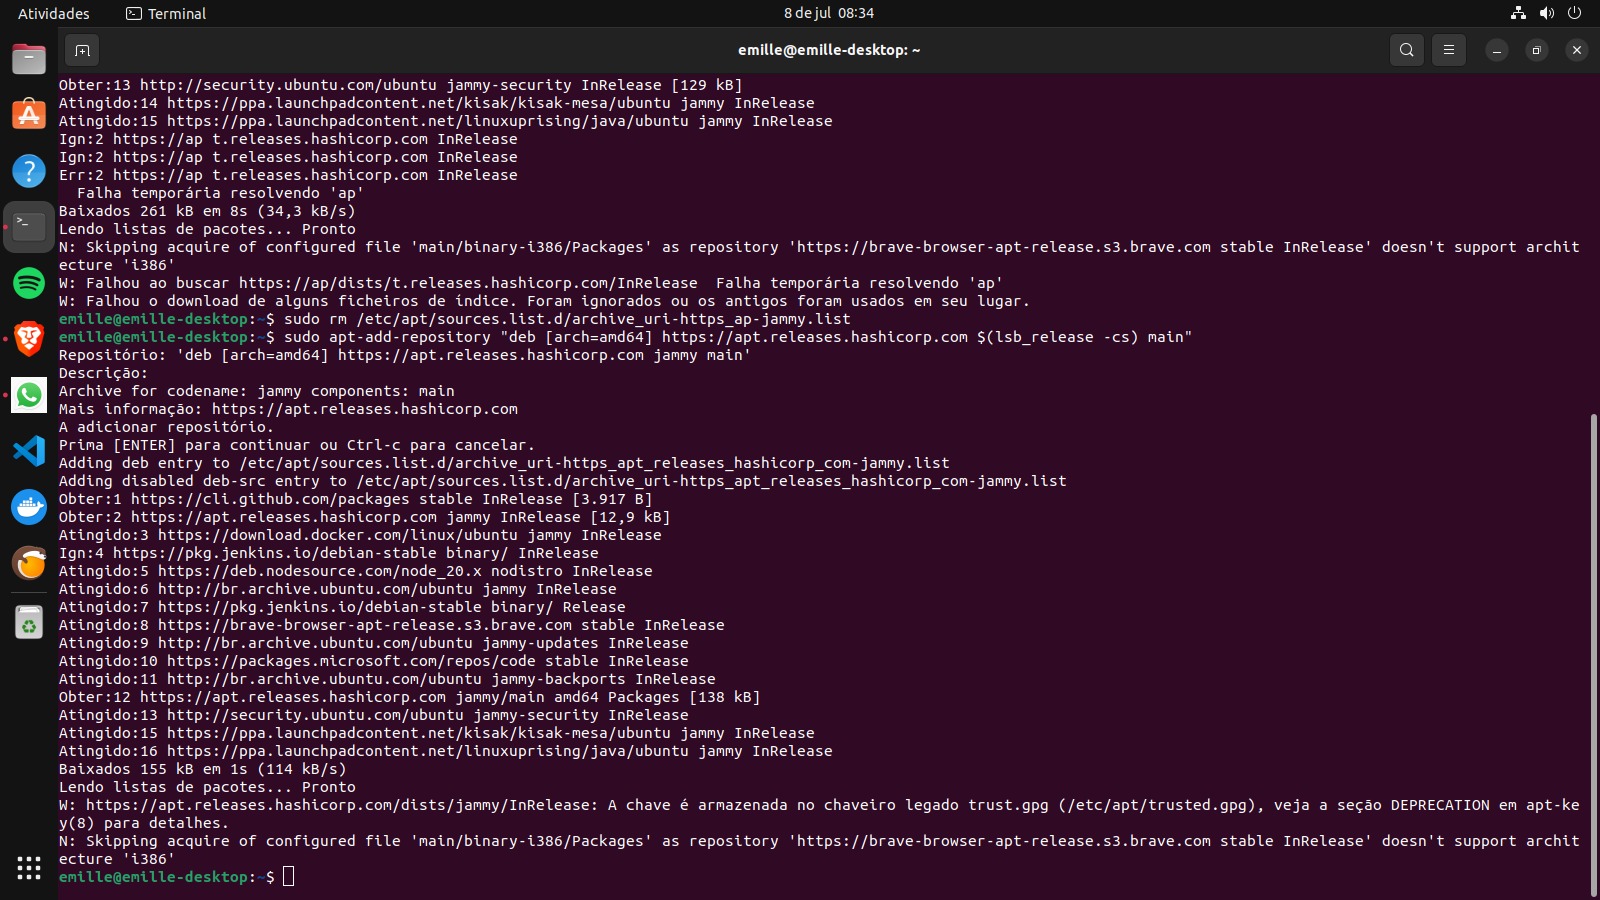 Atividades
Terminal
8 de jul 08:34
emille@emille-desktop: ~
Obter:13 http://security.ubuntu.com/ubuntu jammy-security InRelease [129 kB]
Atingido:14 https://ppa.launchpadcontent.net/kisak/kisak-mesa/ubuntu jammy InRelease
Atingido:15 https://ppa.launchpadcontent.net/linuxuprising/java/ubuntu jammy InRelease
Ign:2 https://ap t.releases.hashicorp.com InRelease
Ign:2 https://ap t.releases.hashicorp.com InRelease
Err:2 https://ap t.releases.hashicorp.com InRelease
  Falha temporária resolvendo 'ap'
Baixados 261 kB em 8s (34,3 kB/s)
Lendo listas de pacotes... Pronto
N: Skipping acquire of configured file 'main/binary-i386/Packages' as repository 'https://brave-browser-apt-release.s3.brave.com stable InRelease' doesn't support archit
ecture 'i386'
W: Falhou ao buscar https://ap/dists/t.releases.hashicorp.com/InRelease  Falha temporária resolvendo 'ap'
W: Falhou o download de alguns ficheiros de índice. Foram ignorados ou os antigos foram usados em seu lugar.
emille@emille-desktop:~$ sudo rm /etc/apt/sources.list.d/archive_uri-https_ap-jammy.list
emille@emille-desktop:~$ sudo apt-add-repository "deb [arch=amd64] https://apt.releases.hashicorp.com $(lsb_release -cs) main"
Repositório: 'deb [arch=amd64] https://apt.releases.hashicorp.com jammy main'
Descrição:
Archive for codename: jammy components: main
Mais informação: https://apt.releases.hashicorp.com
A adicionar repositório.
Prima [ENTER] para continuar ou Ctrl-c para cancelar.
Adding deb entry to /etc/apt/sources.list.d/archive_uri-https_apt_releases_hashicorp_com-jammy.list
Adding disabled deb-src entry to /etc/apt/sources.list.d/archive_uri-https_apt_releases_hashicorp_com-jammy.list
Obter:1 https://cli.github.com/packages stable InRelease [3.917 B]
Obter:2 https://apt.releases.hashicorp.com jammy InRelease [12,9 kB]
Atingido:3 https://download.docker.com/linux/ubuntu jammy InRelease
Ign:4 https://pkg.jenkins.io/debian-stable binary/ InRelease
Atingido:5 https://deb.nodesource.com/node_20.x nodistro InRelease
Atingido:6 http://br.archive.ubuntu.com/ubuntu jammy InRelease
Atingido:7 https://pkg.jenkins.io/debian-stable binary/ Release
Atingido:8 https://brave-browser-apt-release.s3.brave.com stable InRelease
Atingido:9 http://br.archive.ubuntu.com/ubuntu jammy-updates InRelease
Atingido:10 https://packages.microsoft.com/repos/code stable InRelease
Atingido:11 http://br.archive.ubuntu.com/ubuntu jammy-backports InRelease
Obter:12 https://apt.releases.hashicorp.com jammy/main amd64 Packages [138 kB]
Atingido:13 http://security.ubuntu.com/ubuntu jammy-security InRelease
Atingido:15 https://ppa.launchpadcontent.net/kisak/kisak-mesa/ubuntu jammy InRelease
Atingido:16 https://ppa.launchpadcontent.net/linuxuprising/java/ubuntu jammy InRelease
Baixados 155 kB em 1s (114 kB/s)
Lendo listas de pacotes... Pronto
W: https://apt.releases.hashicorp.com/dists/jammy/InRelease: A chave é armazenada no chaveiro legado trust.gpg (/etc/apt/trusted.gpg), veja a seção DEPRECATION em apt-ke
y(8) para detalhes.
N: Skipping acquire of configured file 'main/binary-i386/Packages' as repository 'https://brave-browser-apt-release.s3.brave.com stable InRelease' doesn't support archit
ecture 'i386'
emille@emille-desktop:~$